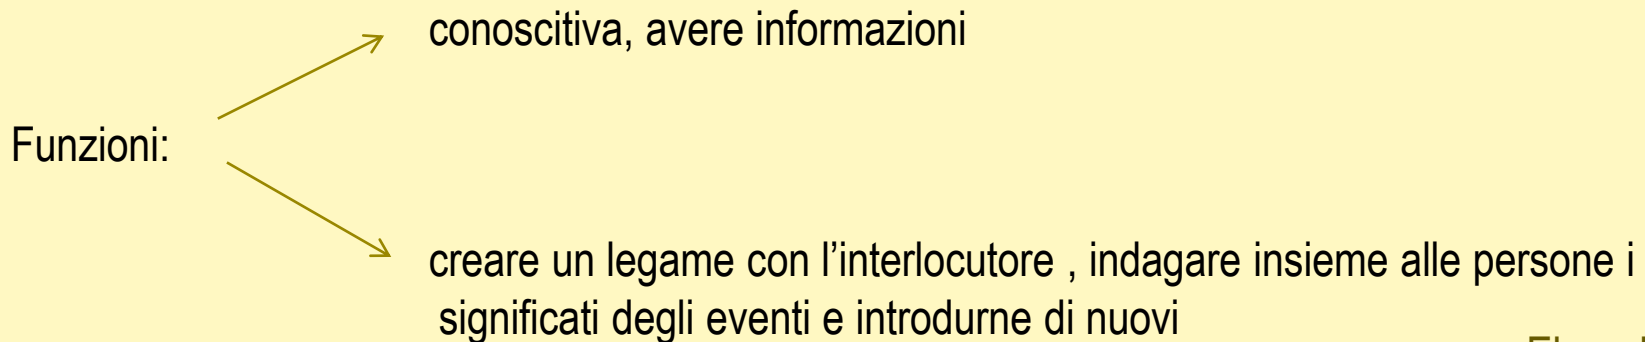 conoscitiva, avere informazioni
Funzioni:
creare un legame con l’interlocutore , indagare insieme alle persone i
significati degli eventi e introdurne di nuovi